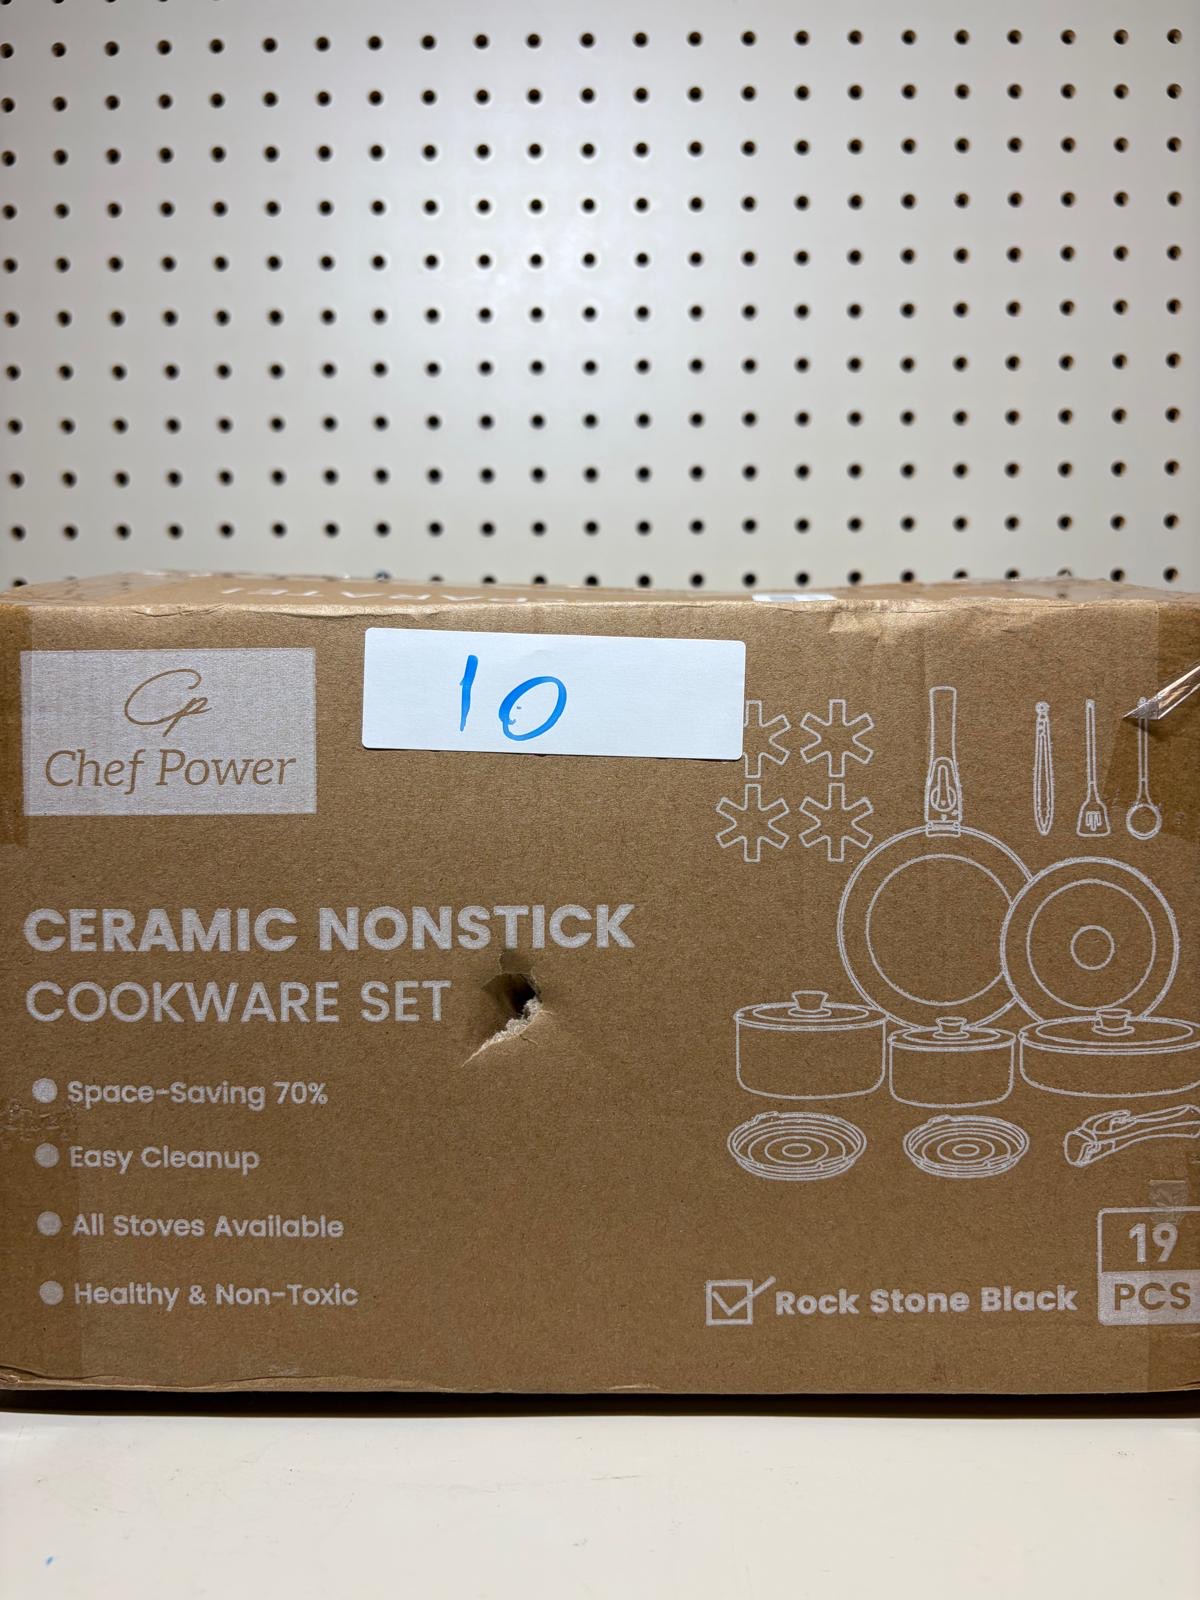 10
Cp
Chef Power
CERAMIC NONSTICK
COOKWARE SET
Space-Saving 70%
Easy Cleanup
All Stoves Available
Healthy & Non-Toxic
Rock Stone Black
19
PCS